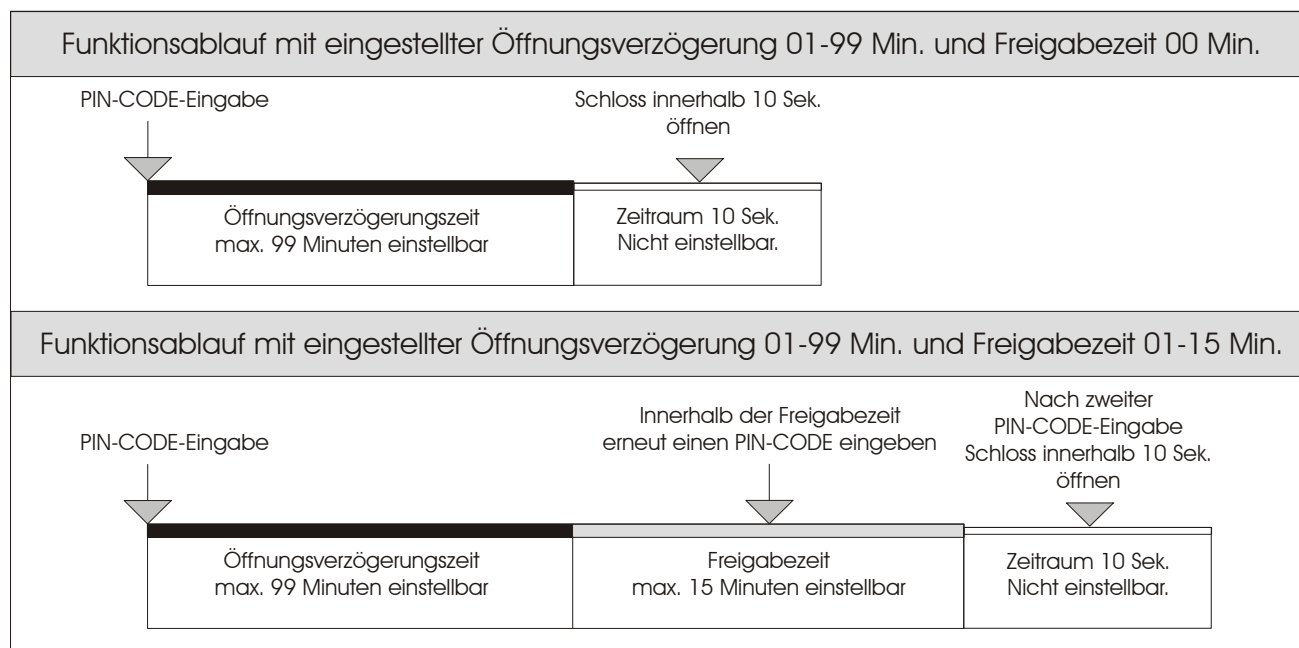 Funktionsablauf mit eingestellter Öffnungsverzögerung 01-99 Min. und Freigabezeit 00 Min.
PIN-CODE-Eingabe
Schloss innerhalb 10 Sek.
öffnen
Öffnungsverzögerungszeit
max. 99 Minuten einstellbar
Zeitraum 10 Sek.
Nicht einstellbar.
Funktionsablauf mit eingestellter Öffnungsverzögerung 01-99 Min. und Freigabezeit 01-15 Min.
PIN-CODE-Eingabe
Innerhalb der Freigabezeit
erneut einen PIN-CODE eingeben
Nach zweiter
PIN-CODE-Eingabe
Schloss innerhalb 10 Sek.
öffnen
Öffnungsverzögerungszeit
max. 99 Minuten einstellbar
Freigabezeit
max. 15 Minuten einstellbar
Zeitraum 10 Sek.
Nicht einstellbar.